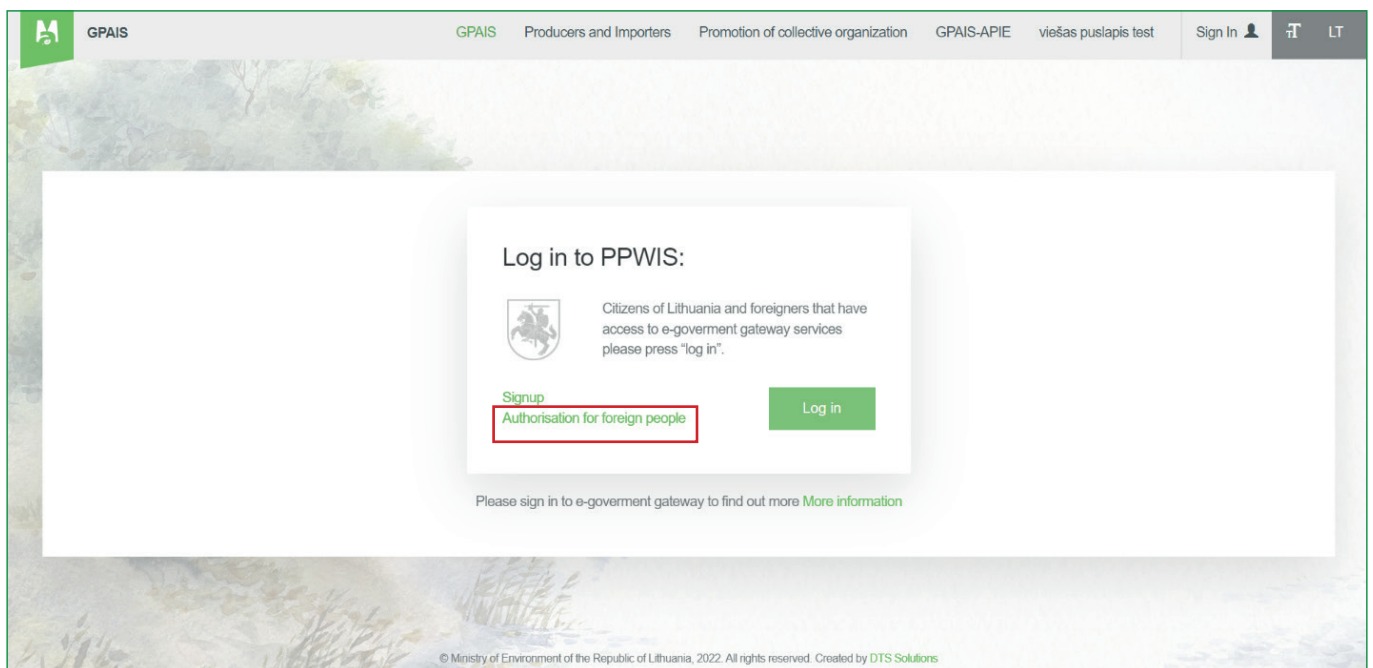 GPAIS
GPAIS Producers and Importers Promotion of collective organization GPAIS-APIE viešas puslapis test Sign In TT LT
Log in to PPWIS:
Citizens of Lithuania and foreigners that have
access to e-goverment gateway services
please press “log in”.
Signup
Authorisation for foreign people
Log in
Please sign in to e-goverment gateway to find out more More information
© Ministry of Environment of the Republic of Lithuania, 2022. All rights reserved. Created by DTS Solutions